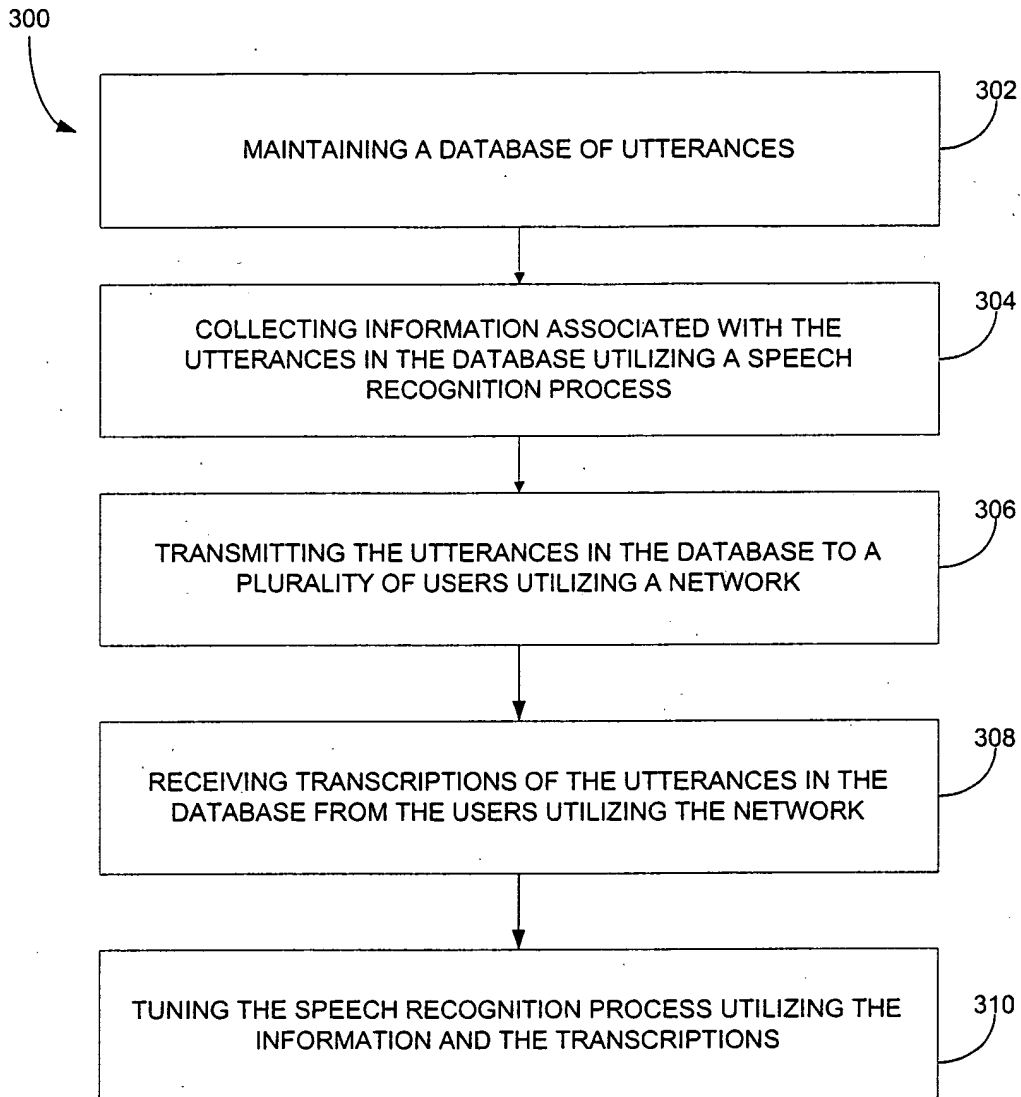 300
302
MAINTAINING A DATABASE OF UTTERANCES
304
COLLECTING INFORMATION ASSOCIATED WITH THE
UTTERANCES IN THE DATABASE UTILIZING A SPEECH
RECOGNITION PROCESS
306
TRANSMITTING THE UTTERANCES IN THE DATABASE TO A
PLURALITY OF USERS UTILIZING A NETWORK
308
RECEIVING TRANSCRIPTIONS OF THE UTTERANCES IN THE
DATABASE FROM THE USERS UTILIZING THE NETWORK
310
TUNING THE SPEECH RECOGNITION PROCESS UTILIZING THE
INFORMATION AND THE TRANSCRIPTIONS